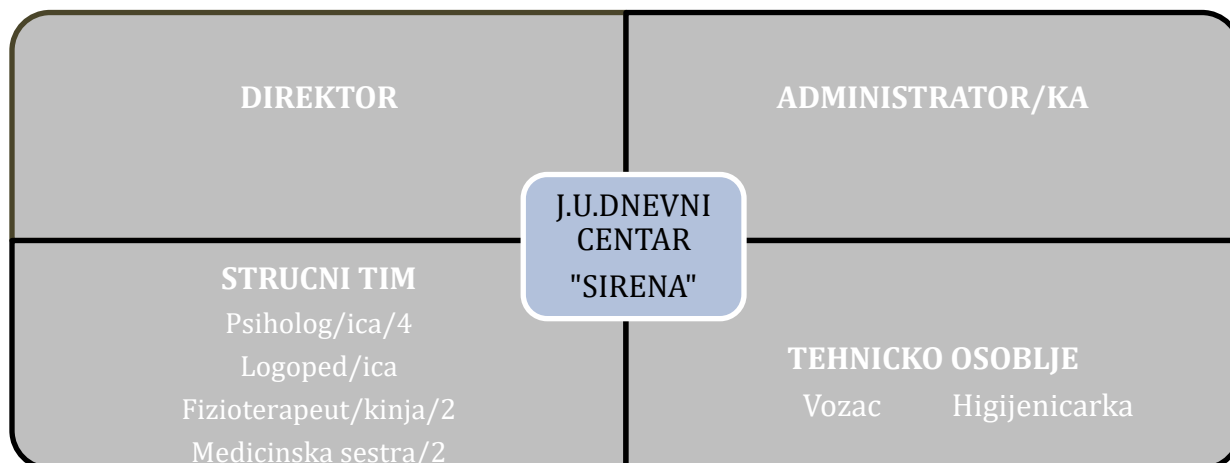 DIREKTOR
ADMINISTRATOR/KA
J.U.DNEVNI
CENTAR
"SIRENA"
STRUCNI TIM
Psiholog/ica/4
Logoped/ica
Fizioterapeut/kinja/2
Medicinska sestra/2
TEHNICKO OSOBLJE
Vozac Higijenicarka